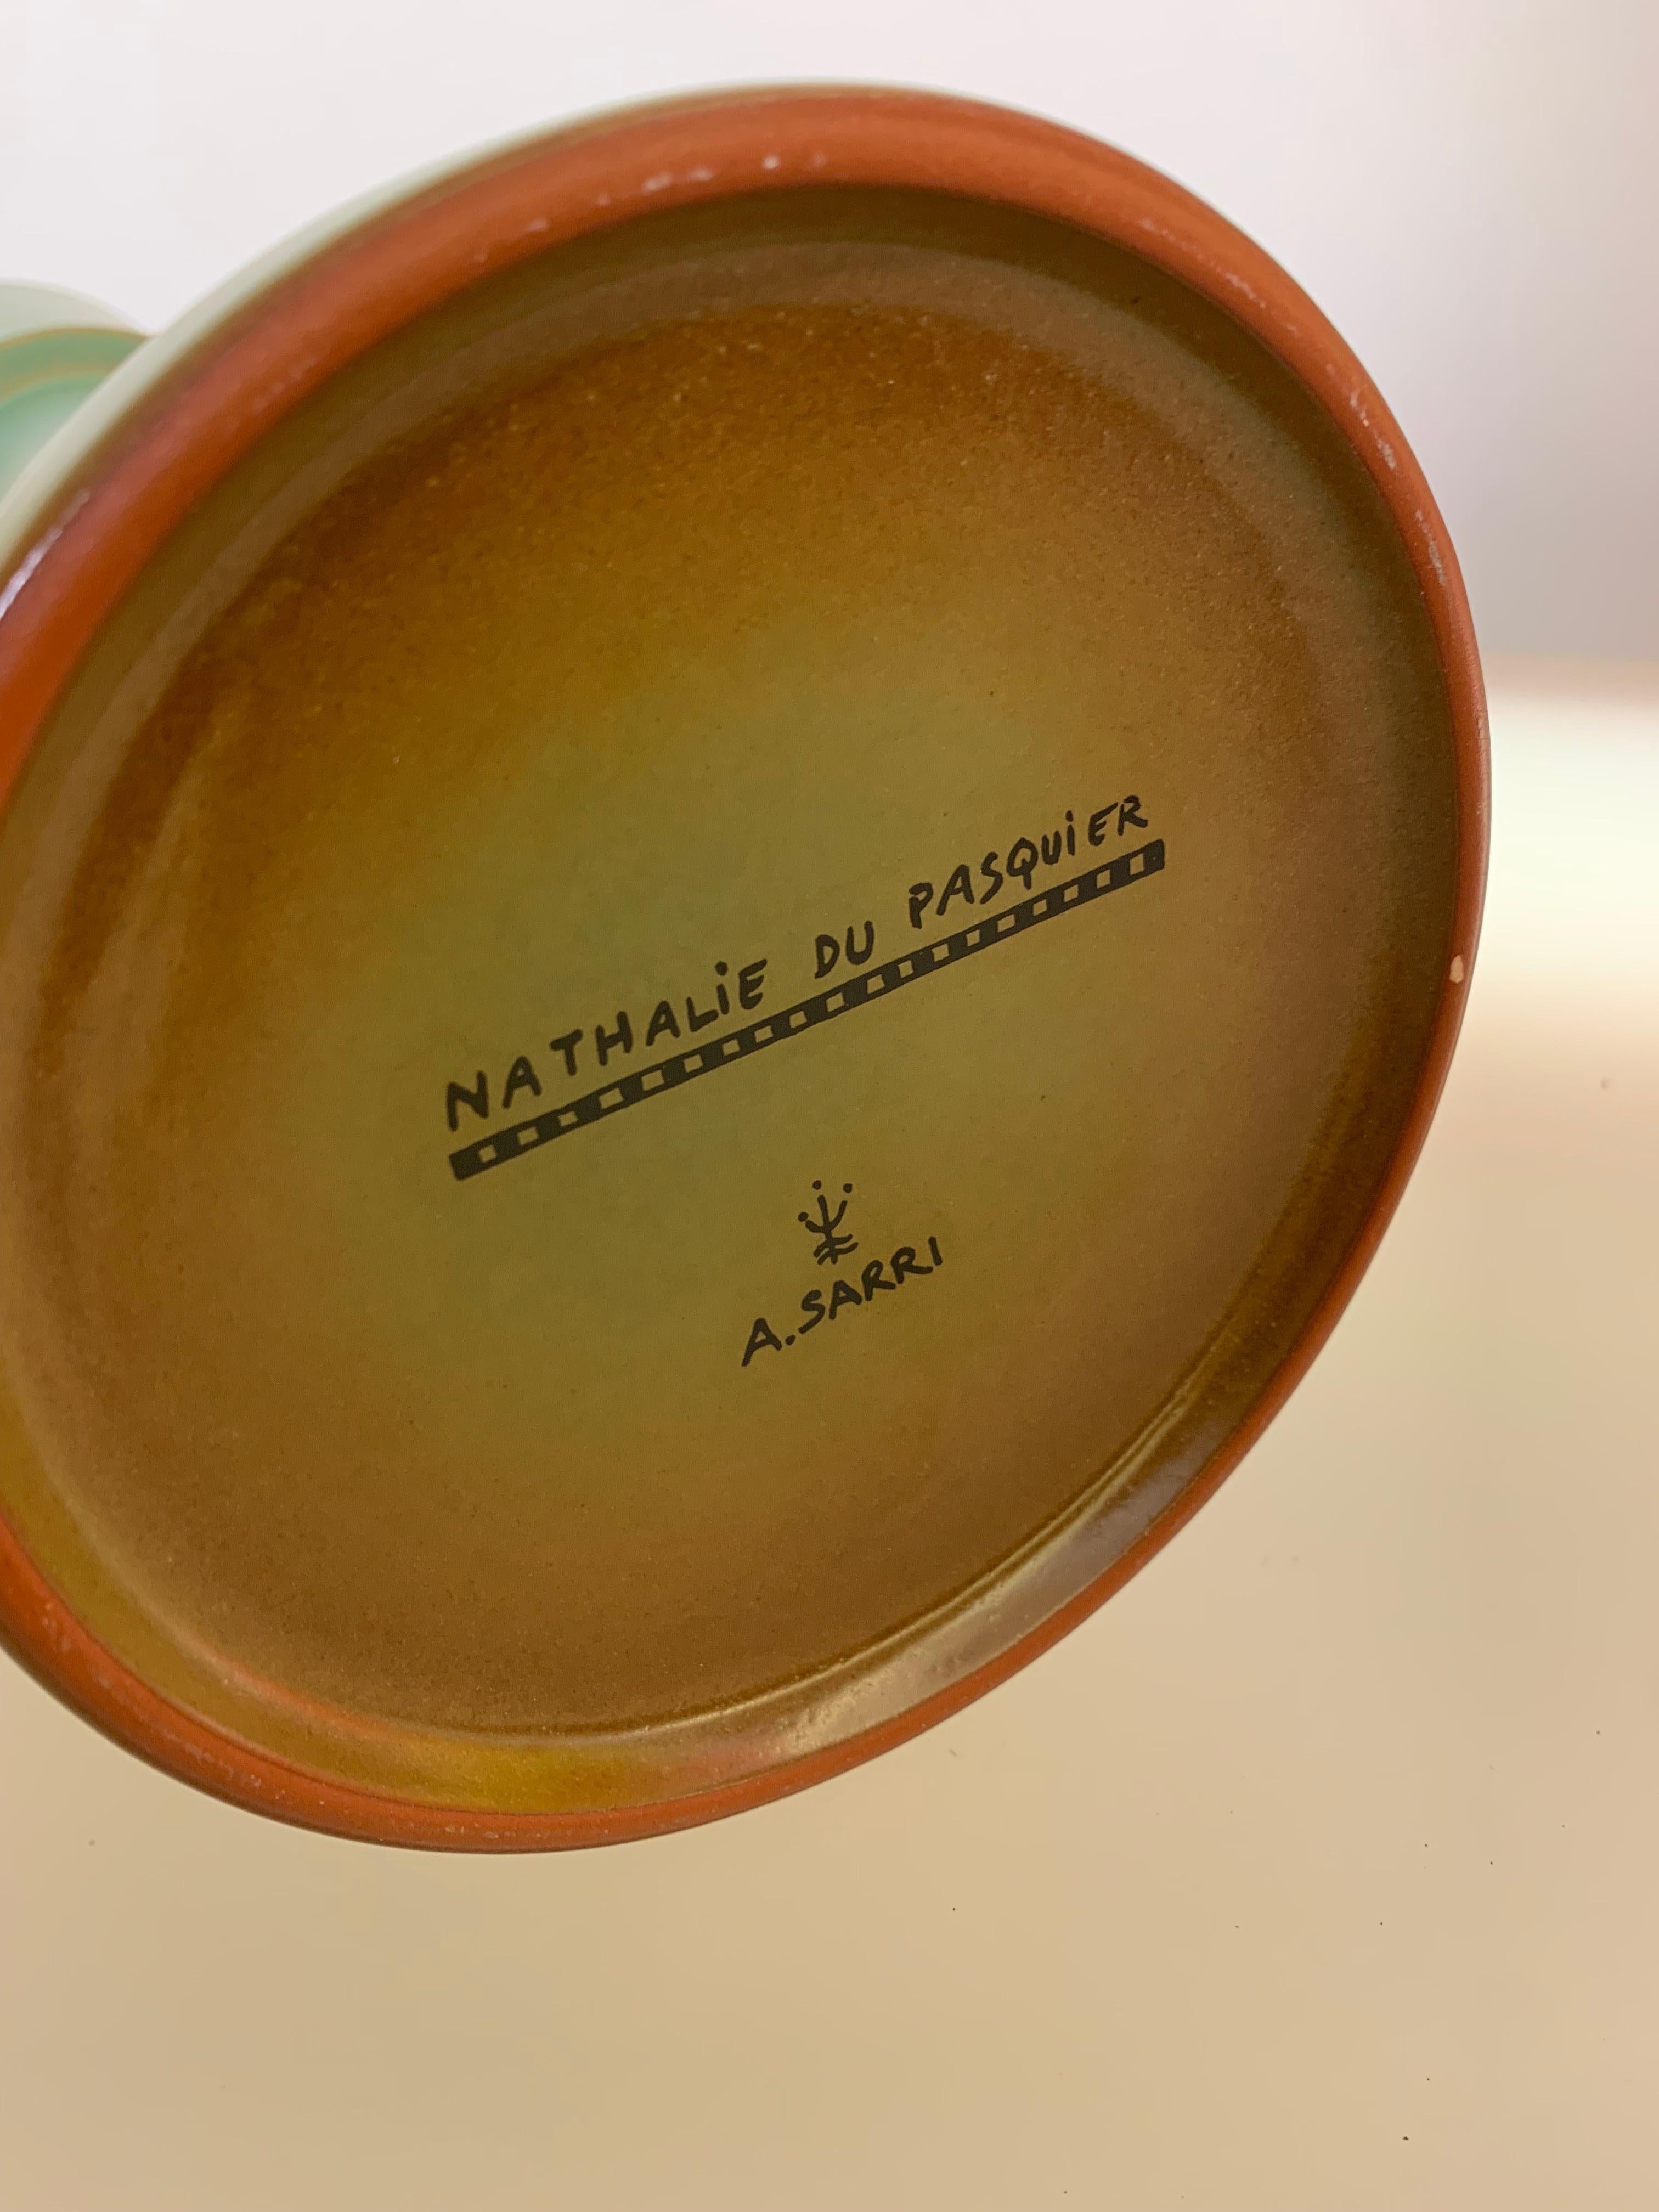 NATHALiE DU PASQUiER
A. SARRI